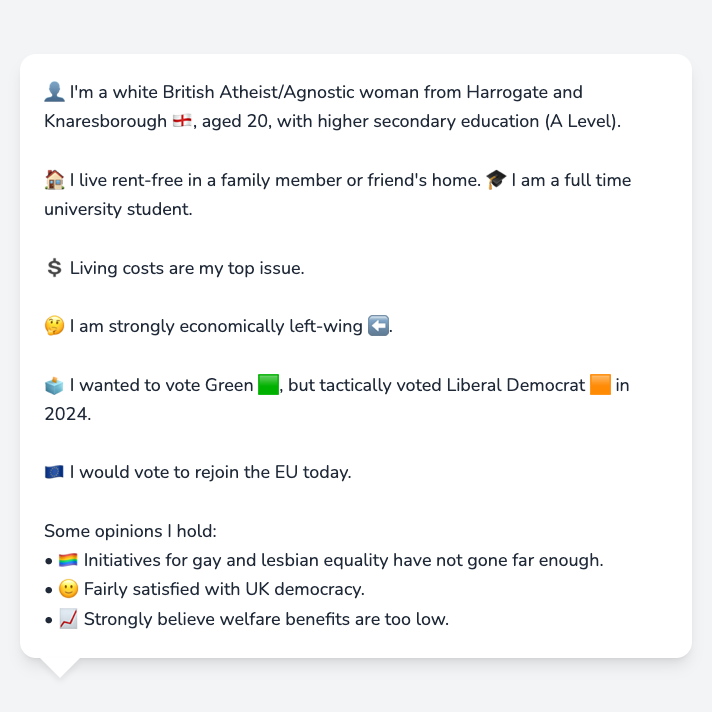 👤 I'm a white British Atheist/Agnostic woman from Harrogate and
Knaresborough 🏴󠁧󠁢󠁥󠁮󠁧󠁿, aged 20, with higher secondary education (A Level).
🏠 I live rent-free in a family member or friend's home. 🎓 I am a full time
university student.
💲 Living costs are my top issue.
🤔 I am strongly economically left-wing ⬅️.
🗳️ I wanted to vote Green 🟩, but tactically voted Liberal Democrat 🟧 in
2024.
🇪🇺 I would vote to rejoin the EU today.
Some opinions I hold:
• 🏳️‍🌈 Initiatives for gay and lesbian equality have not gone far enough.
• 🙂 Fairly satisfied with UK democracy.
• 📈 Strongly believe welfare benefits are too low.